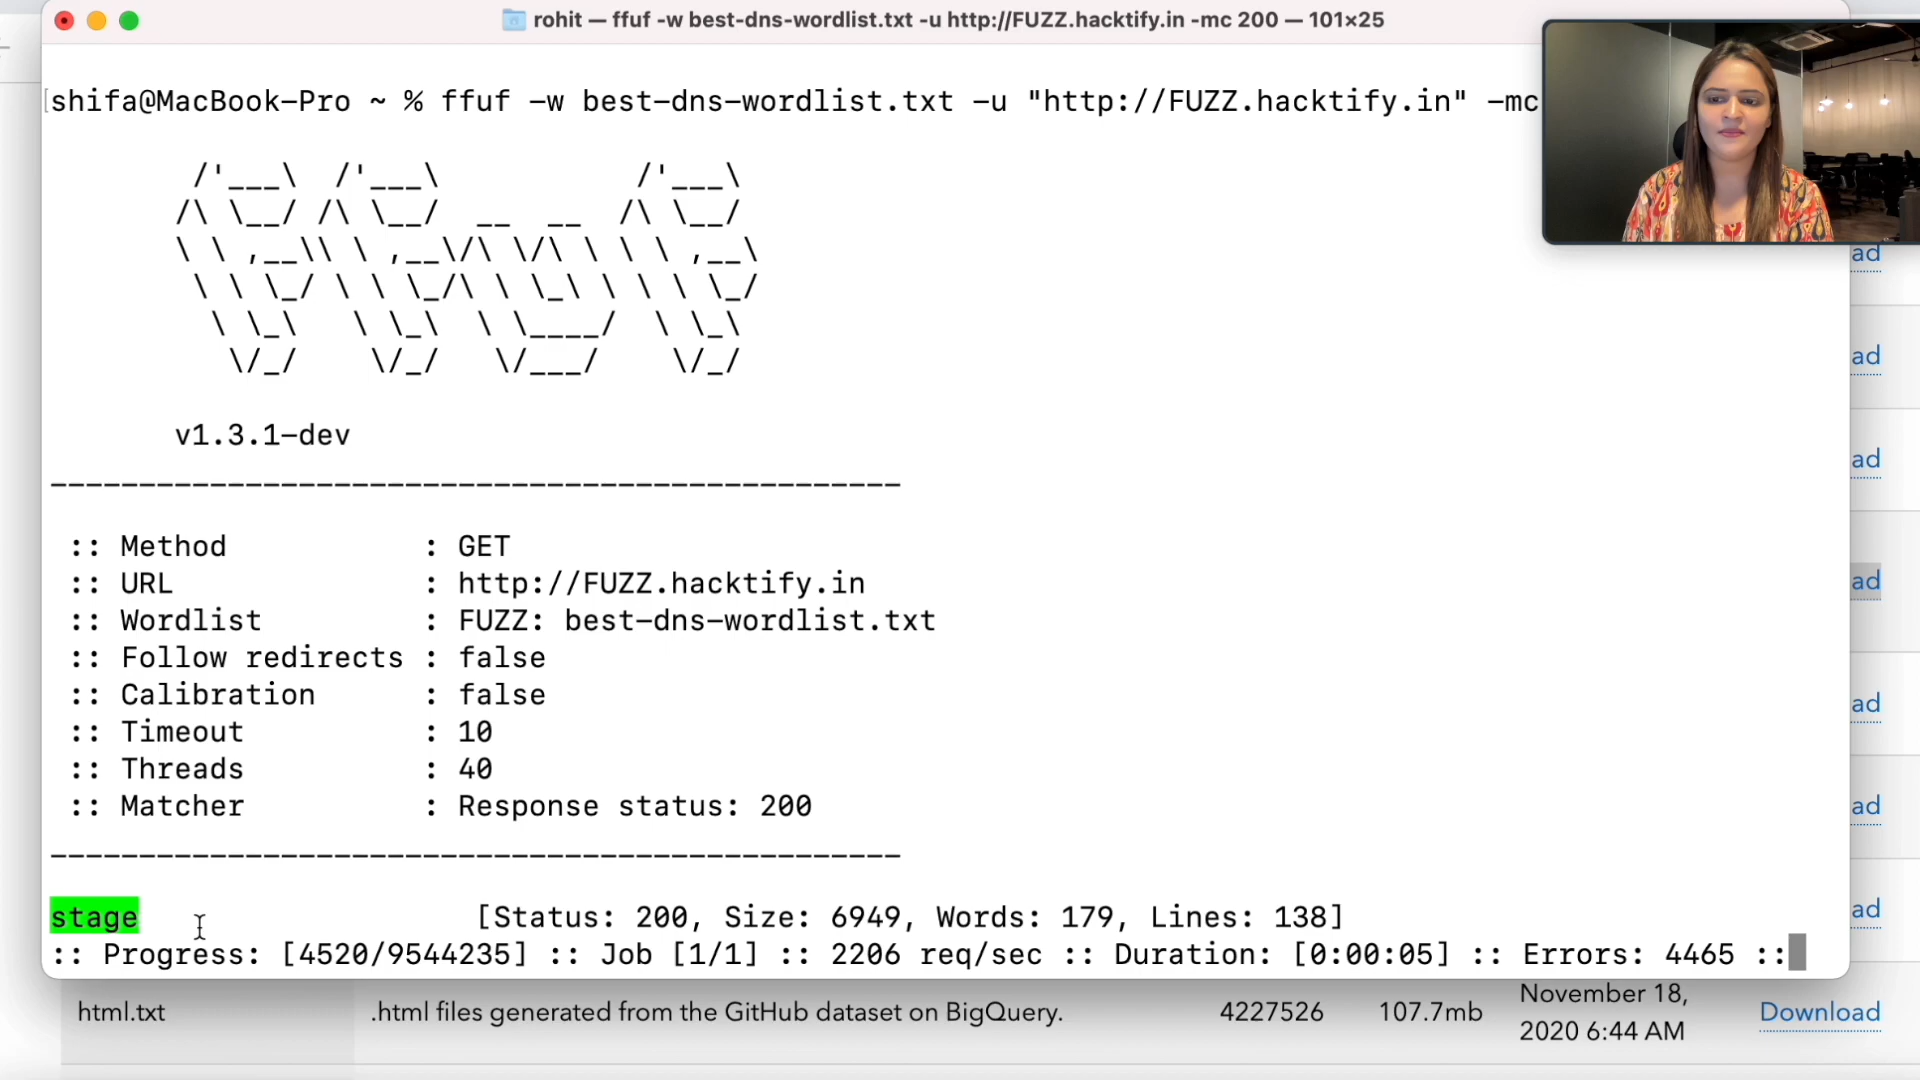 rohit — ffuf -w best-dns-wordlist.txt -u http://FUZZ.hacktify.in -mc 200 — 101×25
shifa@MacBook-Pro ~ % ffuf -w best-dns-wordlist.txt -u "http://FUZZ.hacktify.in" -mc
v1.3.1-dev
:: Method : GET
:: URL : http://FUZZ.hacktify.in
:: Wordlist : FUZZ: best-dns-wordlist.txt
:: Follow redirects : false
:: Calibration : false
:: Timeout : 10
:: Threads : 40
:: Matcher : Response status: 200
stage [Status: 200, Size: 6949, Words: 179, Lines: 138]
:: Progress: [4520/9544235] :: Job [1/1] :: 2206 req/sec :: Duration: [0:00:05] :: Errors: 4465 ::
ad
ad
ad
ad
ad
ad
ad
html.txt .html files generated from the GitHub dataset on BigQuery. 4227526 107.7mb November 18, 2020 6:44 AM Download